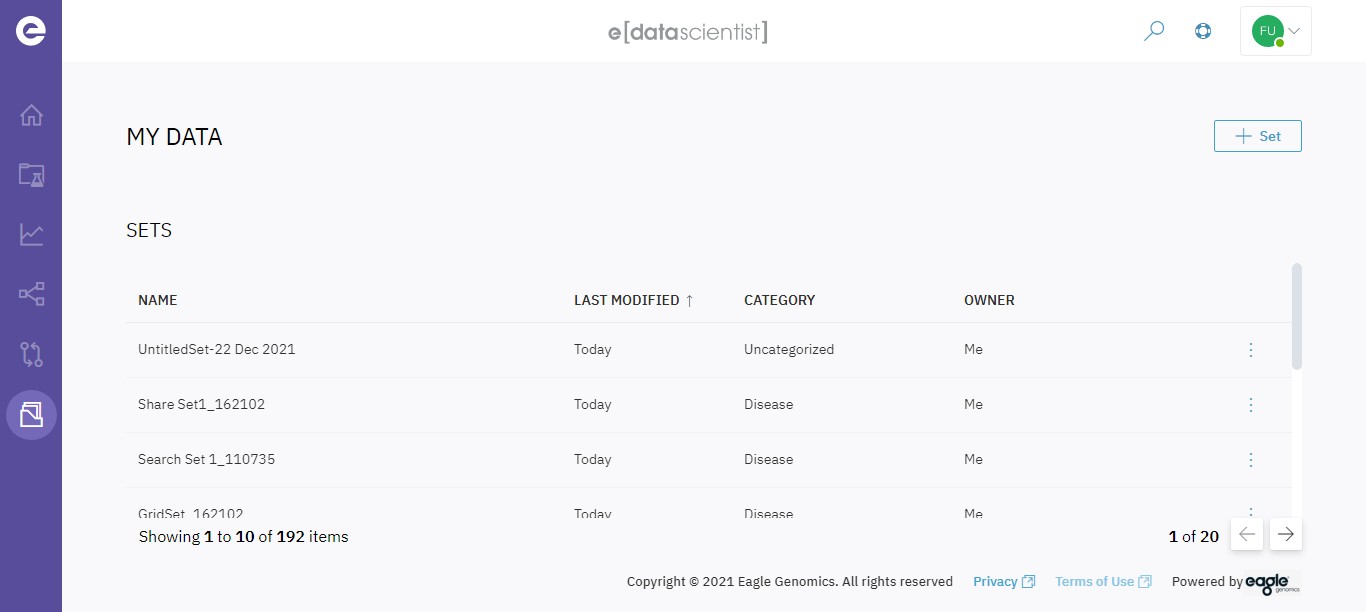 e
e[datascientist]
FU
MY DATA
Set
SETS
NAME LAST MODIFIED ↑ CATEGORY OWNER
UntitledSet-22 Dec 2021 Today Uncategorized Me
Share Set1_162102 Today Disease Me
Search Set 1_110735 Today Disease Me
GridSet_162102 Today Disease Me
Showing 1 to 10 of 192 items 1 of 20
Copyright © 2021 Eagle Genomics. All rights reserved Privacy Terms of Use Powered by eagle genomics